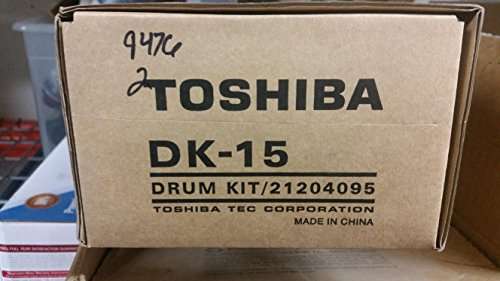 9476
2
TOSHIBA
DK-15
DRUM KIT/21204095
TOSHIBA TEC CORPORATION
MADE IN CHINA